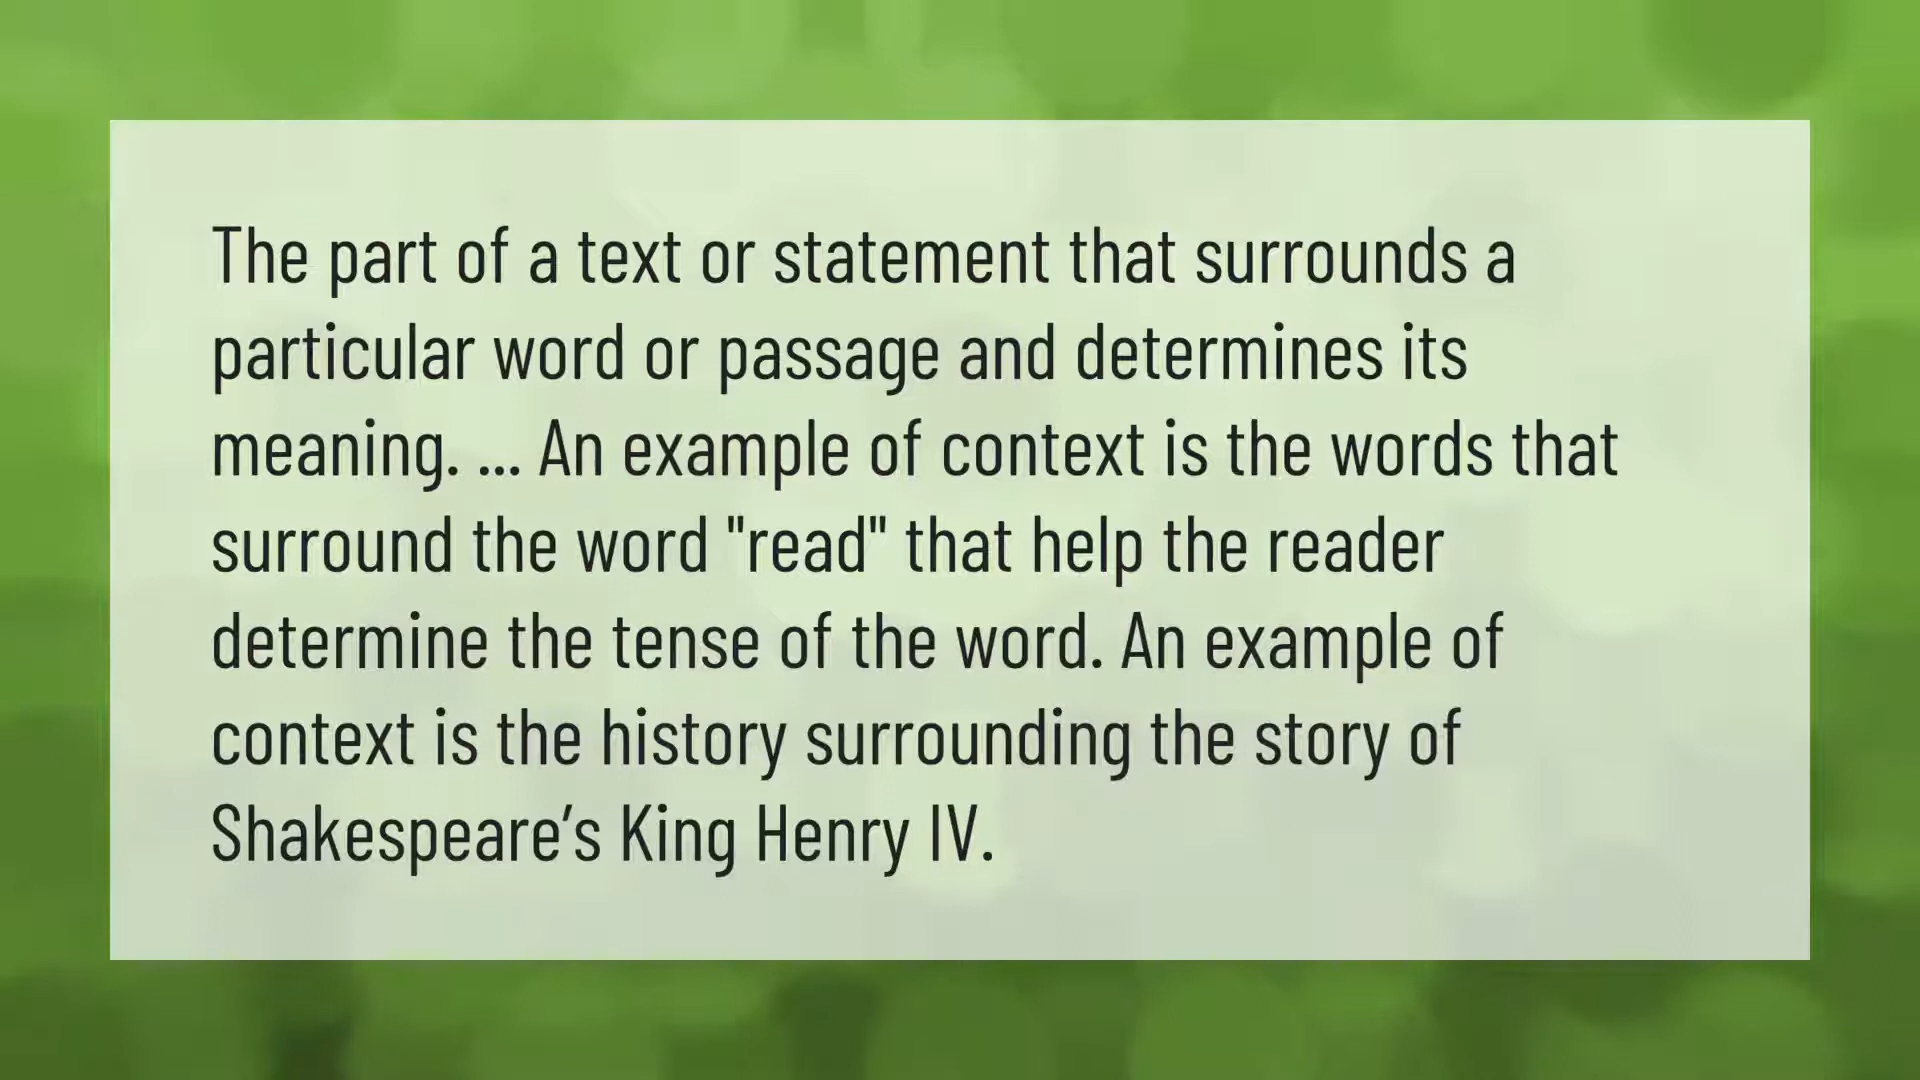 The part of a text or statement that surrounds a
particular word or passage and determines its
meaning. ... An example of context is the words that
surround the word "read" that help the reader
determine the tense of the word. An example of
context is the history surrounding the story of
Shakespeare’s King Henry IV.